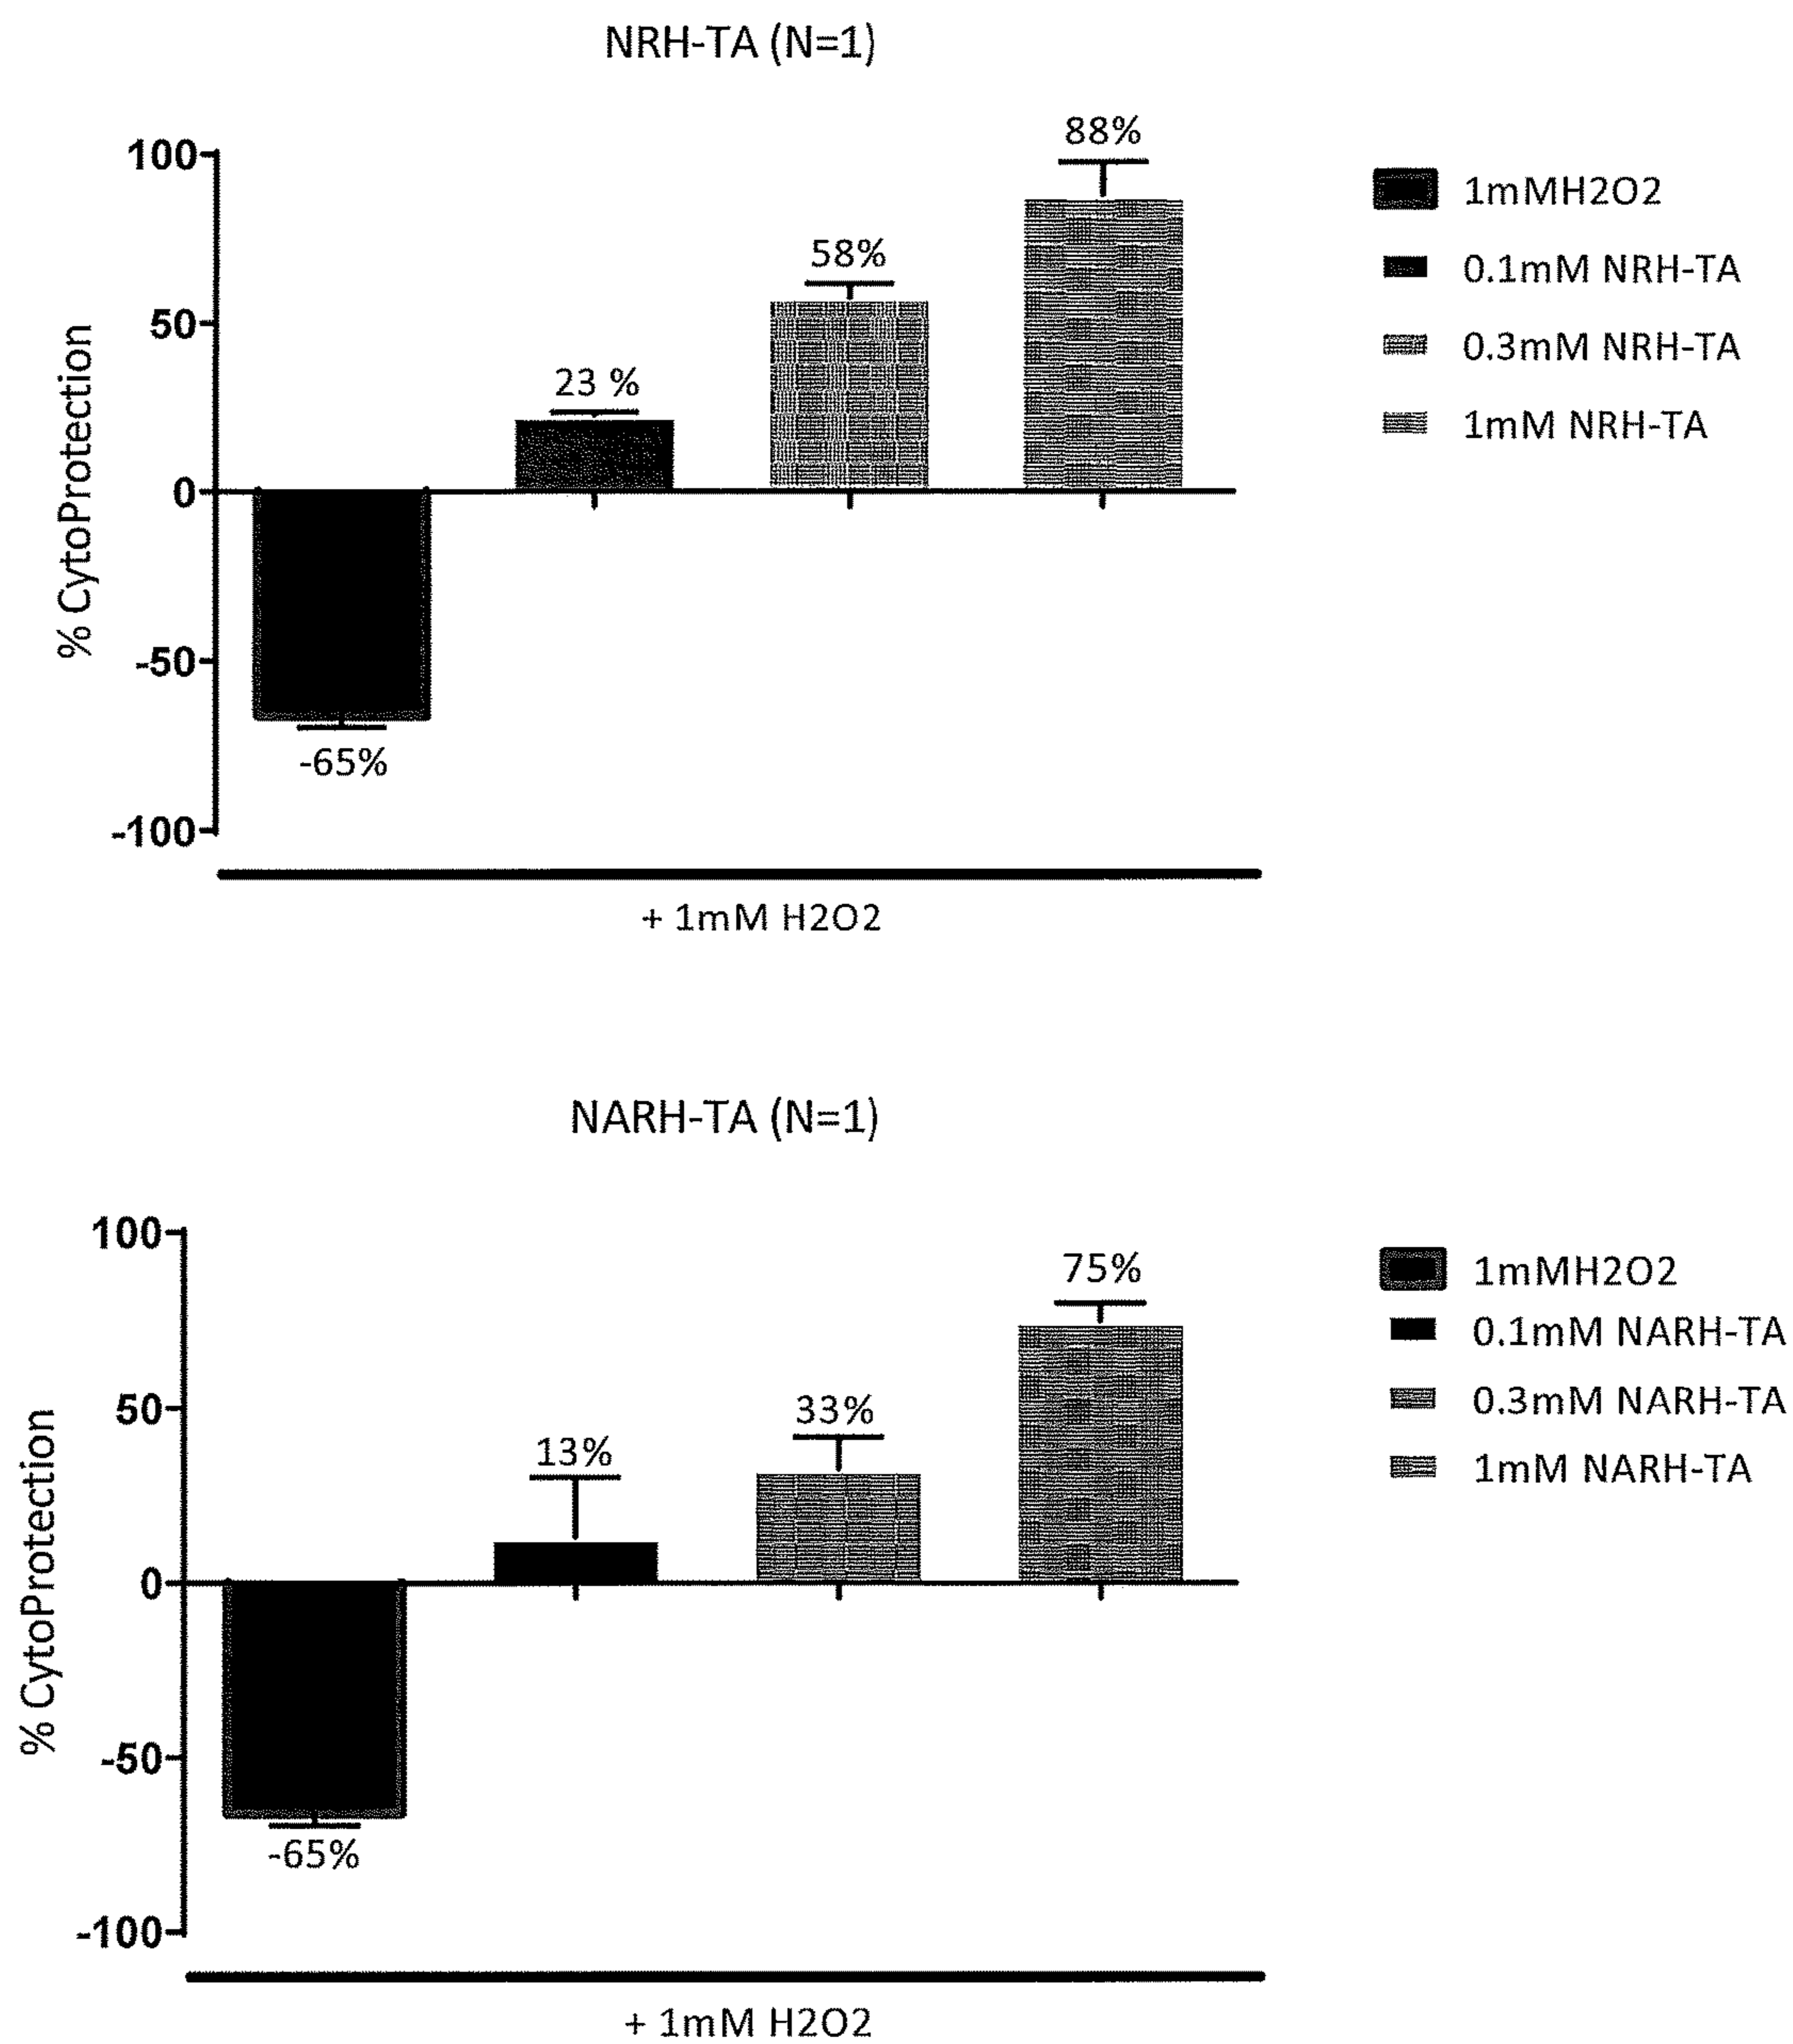 NRH-TA (N=1)
% CytoProtection
100
50
0
-50
-100
-65%
23 %
58%
88%
+ 1mM H2O2
1mMH2O2
0.1mM NRH-TA
0.3mM NRH-TA
1mM NRH-TA
NARH-TA (N=1)
% CytoProtection
100
50
0
-50
-100
-65%
13%
33%
75%
+ 1mM H2O2
1mMH2O2
0.1mM NARH-TA
0.3mM NARH-TA
1mM NARH-TA